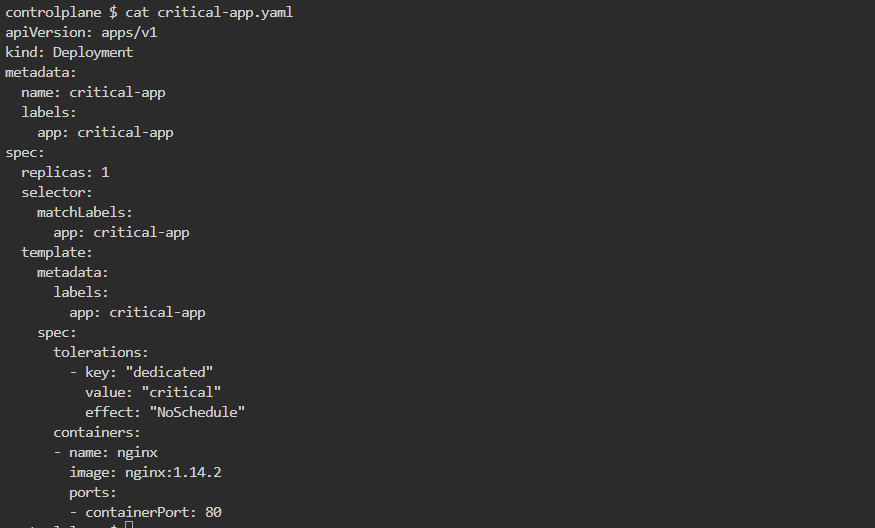 controlplane $ cat critical-app.yaml
apiVersion: apps/v1
kind: Deployment
metadata:
  name: critical-app
  labels:
    app: critical-app
spec:
  replicas: 1
  selector:
    matchLabels:
      app: critical-app
  template:
    metadata:
      labels:
        app: critical-app
    spec:
      tolerations:
        - key: "dedicated"
          value: "critical"
          effect: "NoSchedule"
      containers:
      - name: nginx
        image: nginx:1.14.2
        ports:
        - containerPort: 80